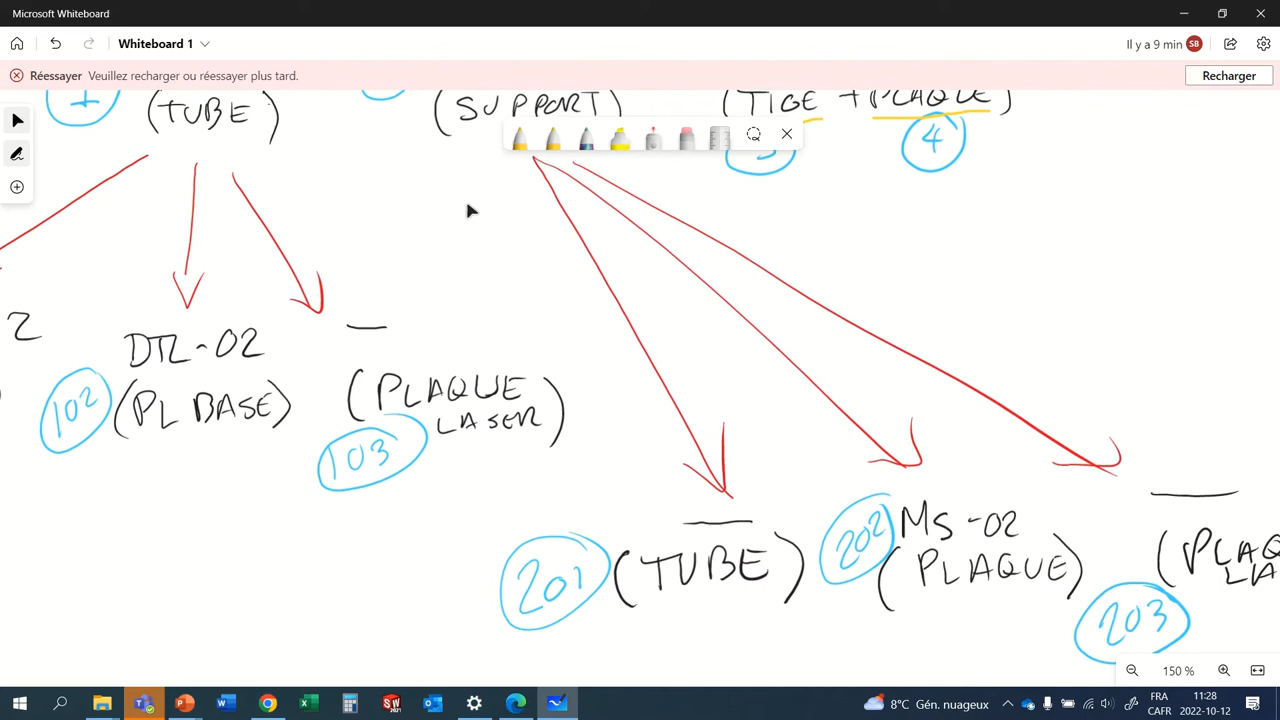 Microsoft Whiteboard
Whiteboard 1
Il y a 9 min
SB
Réessayer Veuillez recharger ou réessayer plus tard.
Recharger
1
(TUBE)
(SUPPORT)
(TIGE + PLAQUE)
4
2
DTL-02
102 (PL BASE)
(PLAQUE
LASER)
103
201 (TUBE)
202 MS-02
(PLAQUE)
203
150 %
8°C Gén. nuageux
FRA
CAFR
11:28
2022-10-12